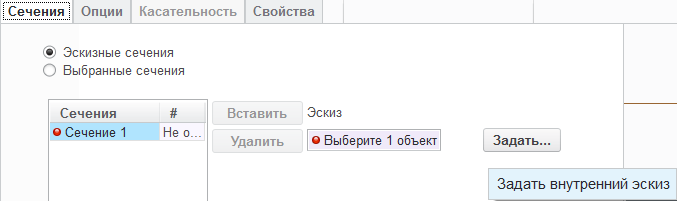 Сечения Опции Касательность Свойства
Эскизные сечения
Выбранные сечения
Сечения # Вставить Эскиз
Сечение 1 Не о... Удалить Выберите 1 объект Задать...
Задать внутренний эскиз